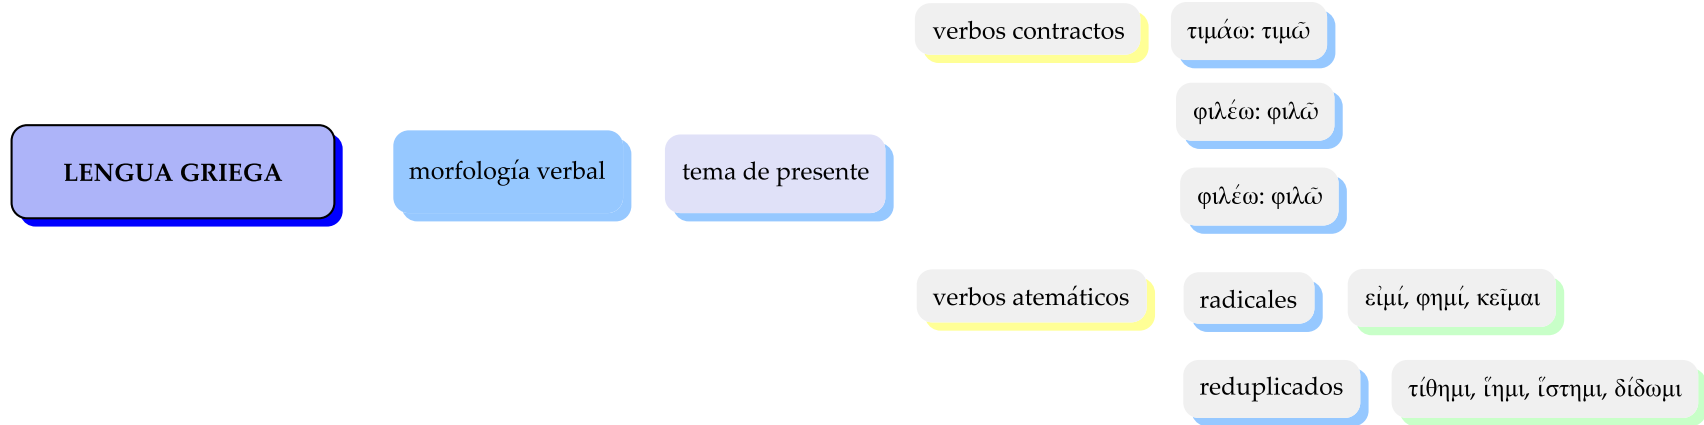 verbos contractos
τιμάω: τιμῶ
φιλέω: φιλῶ
LENGUA GRIEGA
morfología verbal
tema de presente
φιλέω: φιλῶ
verbos atemáticos
radicales
εἰμί, φημί, κεῖμαι
reduplicados
τίθημι, ἵημι, ἵστημι, δίδωμι